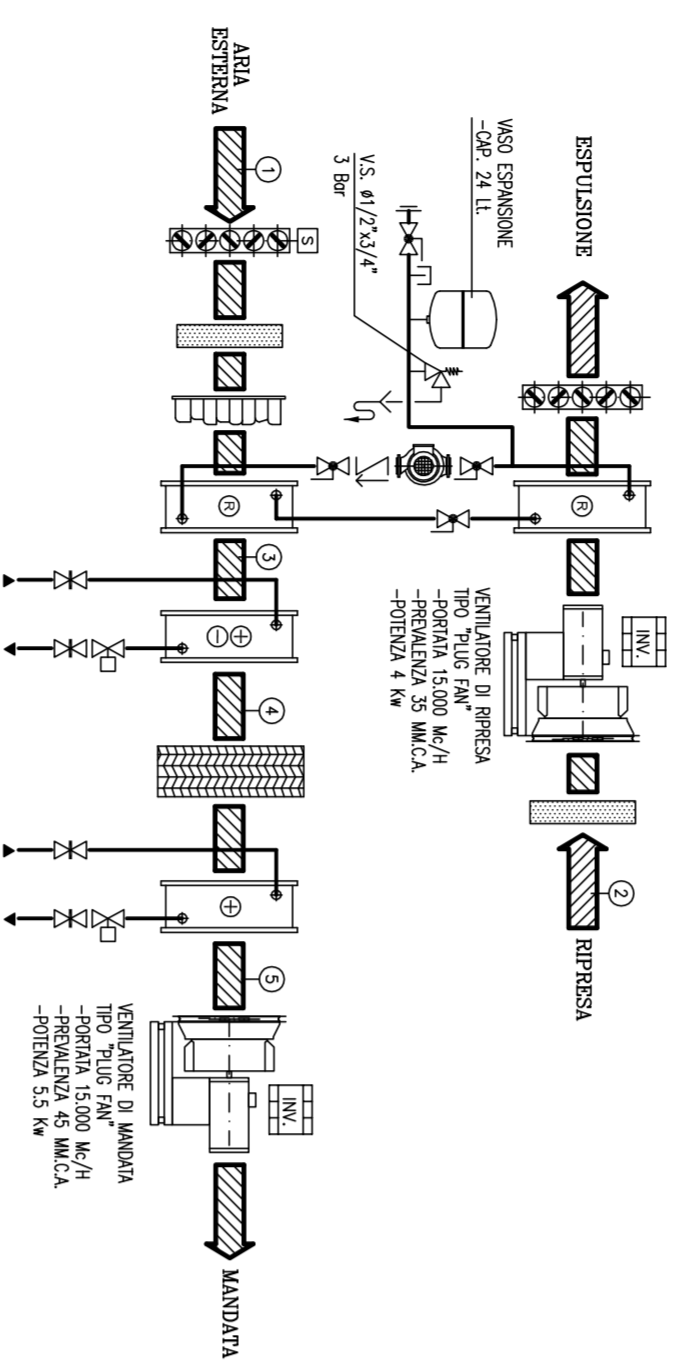 ESPULSIONE
RIPRESA
2
INV.
R
VASO ESPANSIONE
-CAP. 24 Lt.
V.S. ø1/2"x3/4"
3 Bar
VENTILATORE DI RIPRESA
TIPO "PLUG FAN"
-PORTATA 15.000 Mc/H
-PREVALENZA 35 MM.C.A.
-POTENZA 4 Kw
ARIA
ESTERNA
1
S
R
3
+
-
4
+
5
INV.
MANDATA
VENTILATORE DI MANDATA
TIPO "PLUG FAN"
-PORTATA 15.000 Mc/H
-PREVALENZA 45 MM.C.A.
-POTENZA 5.5 Kw